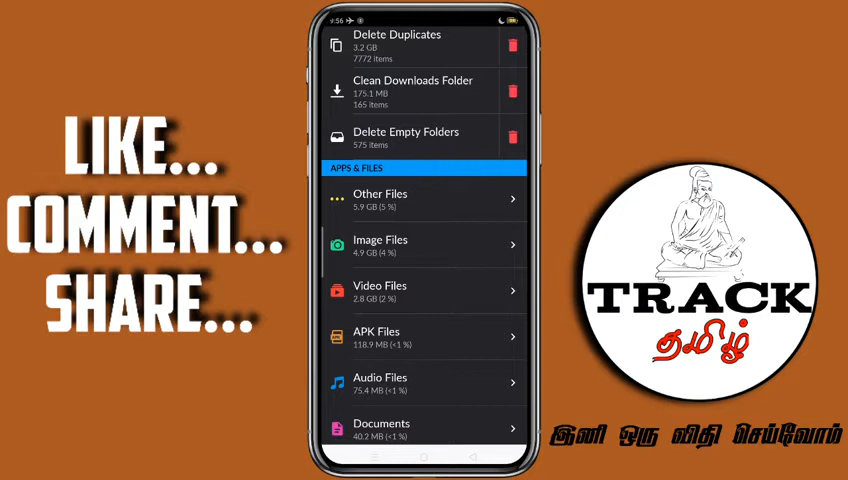 LIKE...
COMMENT...
SHARE...
9:56
Delete Duplicates
3.2 GB
7772 items
Clean Downloads Folder
175.1 MB
165 items
Delete Empty Folders
575 items
APPS & FILES
Other Files
5.9 GB (5 %)
Image Files
4.9 GB (4 %)
Video Files
2.8 GB (2 %)
APK Files
118.9 MB (<1 %)
Audio Files
75.4 MB (<1 %)
Documents
40.2 MB (<1 %)
TRACK
தமிழ்
இனி ஒரு விதி செய்வோம்